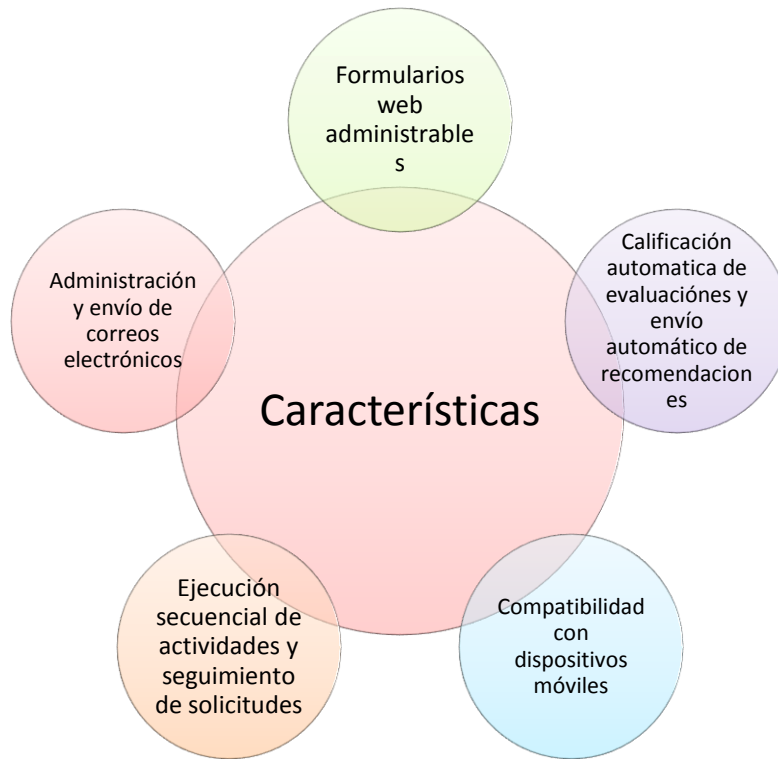 Formularios
web
administrable
s
Calificación
automatica de
evaluaciónes y
envío
automático de
recomendacion
es
Compatibilidad
con
dispositivos
móviles
Ejecución
secuencial de
actividades y
seguimiento
de solicitudes
Administración
y envío de
correos
electrónicos
Características